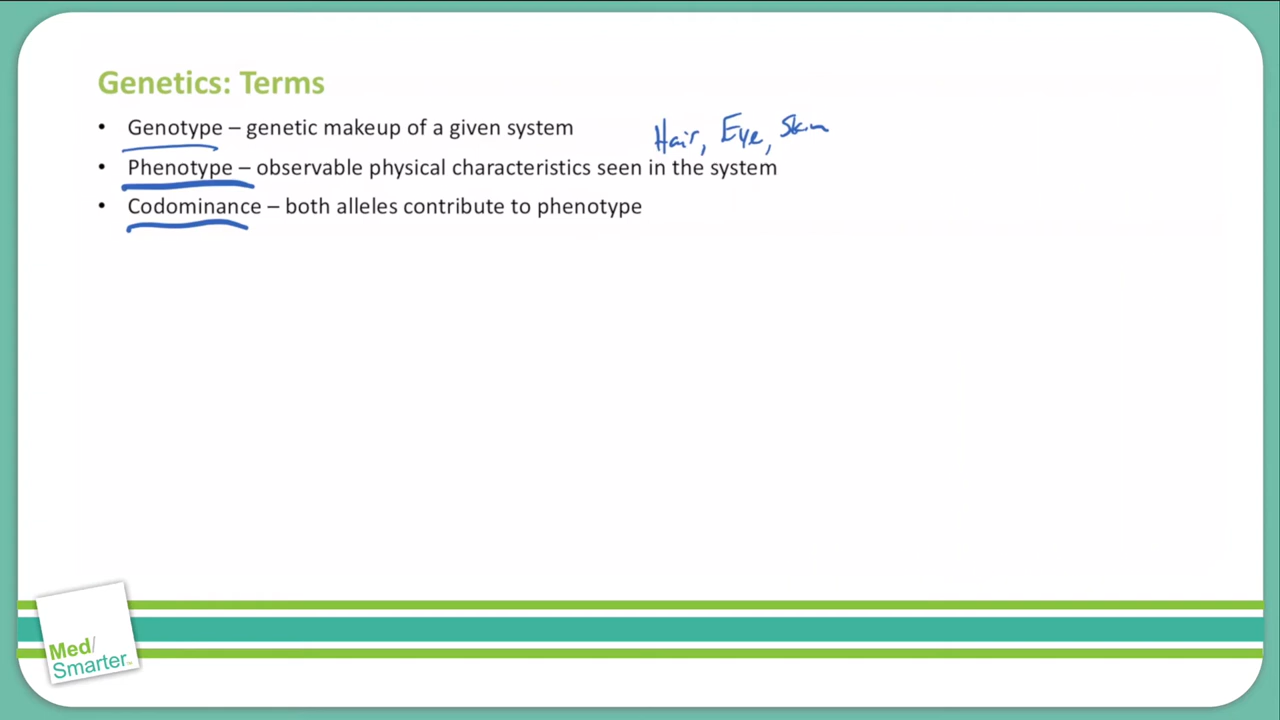 Genetics: Terms
• Genotype – genetic makeup of a given system
Hair, Eye, Skin
• Phenotype – observable physical characteristics seen in the system
• Codominance – both alleles contribute to phenotype
Med/
Smarter™